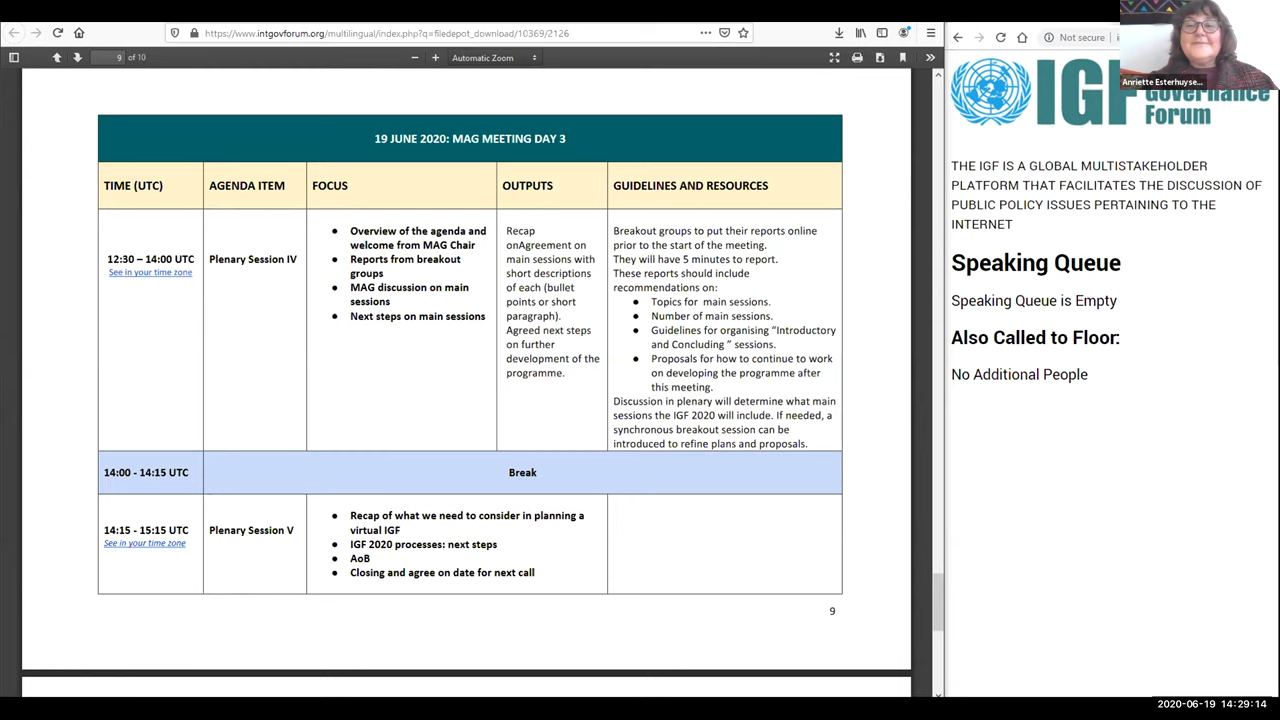 https://www.intgovforum.org/multilingual/index.php?q=filedepot_download/10369/2126
9 of 10
Automatic Zoom
19 JUNE 2020: MAG MEETING DAY 3
TIME (UTC)
AGENDA ITEM
FOCUS
OUTPUTS
GUIDELINES AND RESOURCES
12:30 – 14:00 UTC
See in your time zone
Plenary Session IV
● Overview of the agenda and
welcome from MAG Chair
● Reports from breakout
groups
● MAG discussion on main
sessions
● Next steps on main sessions
Recap
onAgreement on
main sessions with
short descriptions
of each (bullet
points or short
paragraph).
Agreed next steps
on further
development of the
programme.
Breakout groups to put their reports online
prior to the start of the meeting.
They will have 5 minutes to report.
These reports should include
recommendations on:
● Topics for main sessions.
● Number of main sessions.
● Guidelines for organising “Introductory
and Concluding ” sessions.
● Proposals for how to continue to work
on developing the programme after
this meeting.
Discussion in plenary will determine what main
sessions the IGF 2020 will include. If needed, a
synchronous breakout session can be
introduced to refine plans and proposals.
14:00 - 14:15 UTC
Break
14:15 - 15:15 UTC
See in your time zone
Plenary Session V
● Recap of what we need to consider in planning a
virtual IGF
● IGF 2020 processes: next steps
● AoB
● Closing and agree on date for next call
9
Not secure
Anriette Esterhuyse...
IGF
Governance
Forum
THE IGF IS A GLOBAL MULTISTAKEHOLDER
PLATFORM THAT FACILITATES THE DISCUSSION OF
PUBLIC POLICY ISSUES PERTAINING TO THE
INTERNET
Speaking Queue
Speaking Queue is Empty
Also Called to Floor:
No Additional People
2020-06-19 14:29:14